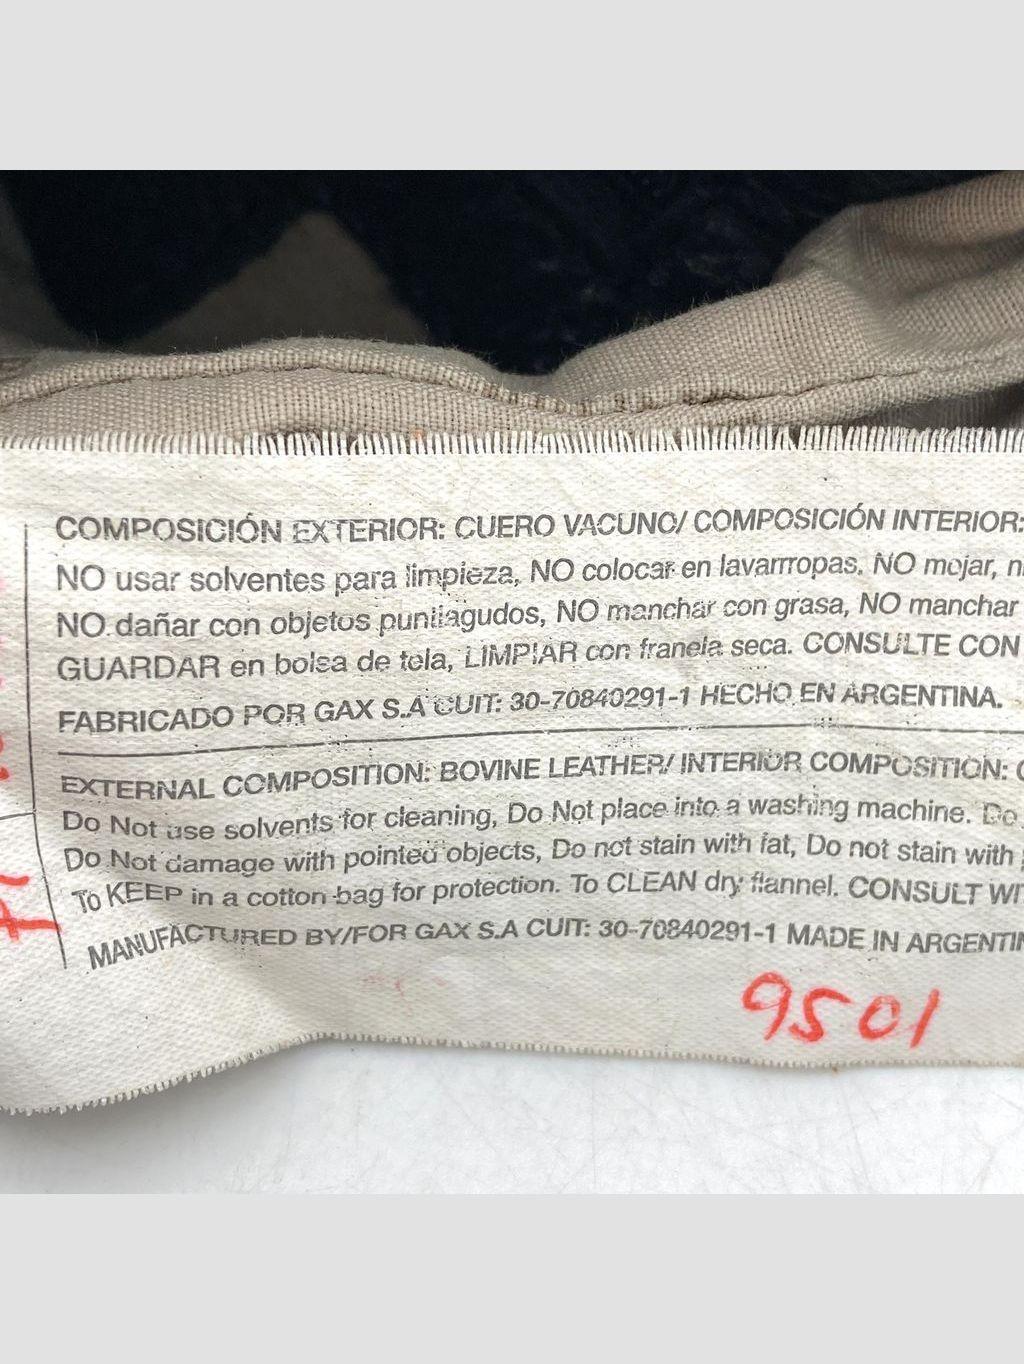 COMPOSICIÓN EXTERIOR: CUERO VACUNO/ COMPOSICIÓN INTERIOR:
NO usar solventes para limpieza, NO colocar en lavarrropas. NO mojar,
NO dañar con objetos puntiagudos, NO manchar con grasa, NO manchar
GUARDAR en bolsa de tela, LIMPIAR con franela seca. CONSULTE CON
FABRICADO POR GAX S.A CUIT: 30-70840291-1 HECHO EN ARGENTINA.
EXTERNAL COMPOSITION: BOVINE LEATHER/ INTERIOR COMPOSITION:
Do Not use solvents for cleaning, Do Not place into a washing machine. Do
Do Not damage with pointed objects, Do not stain with fat, Do not stain with
To KEEP in a cotton bag for protection. To CLEAN dry flannel. CONSULT
MANUFACTURED BY/FOR GAX S.A CUIT: 30-70840291-1 MADE IN
9501